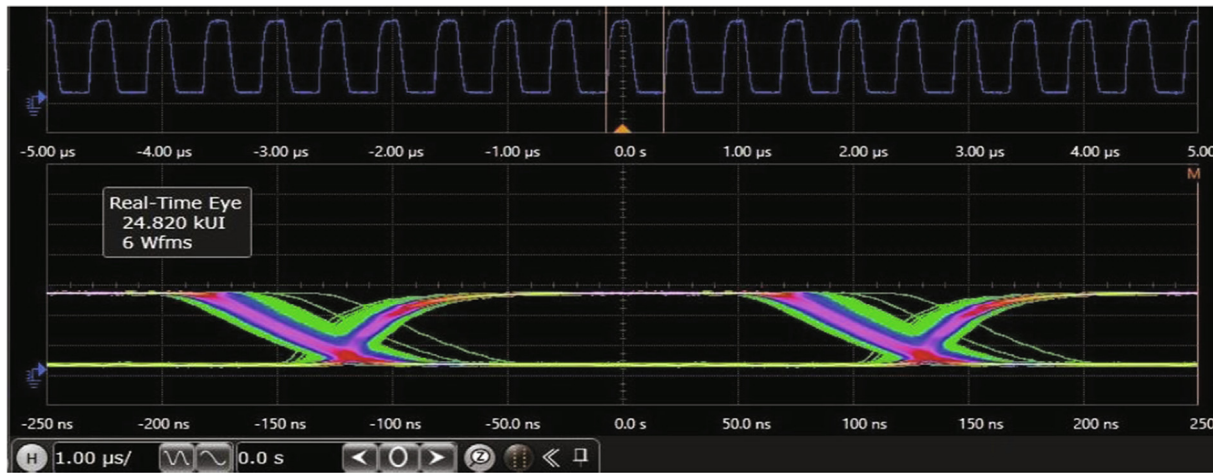 -5.00 µs -4.00 µs -3.00 µs -2.00 µs -1.00 µs 0.0 s 1.00 µs 2.00 µs 3.00 µs 4.00 µs 5.00
M
Real-Time Eye
24.820 kUI
6 Wfms
-250 ns -200 ns -150 ns -100 ns -50.0 ns 0.0 s 50.0 ns 100 ns 150 ns 200 ns 250
H 1.00 µs/ 0.0 s 0 Z